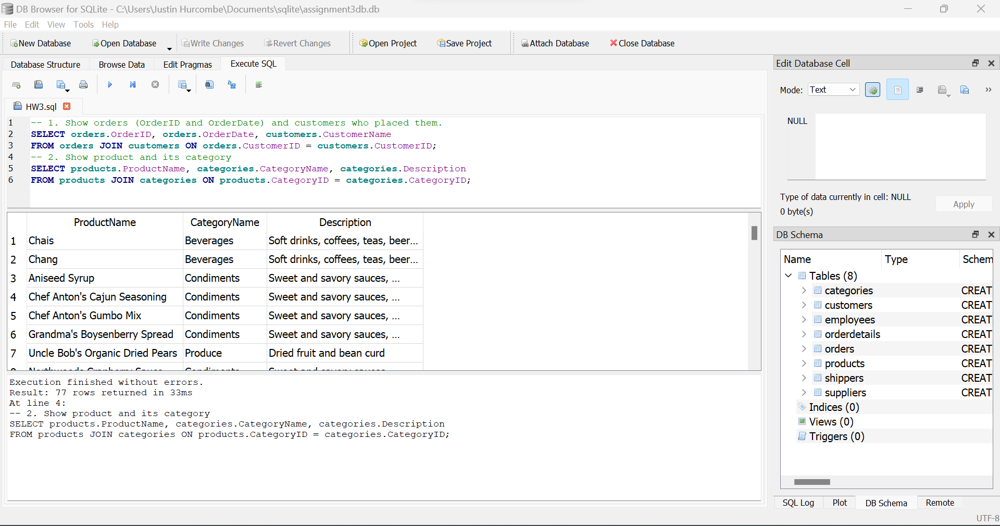 DB Browser for SQLite - C:\Users\Justin Hurcombe\Documents\sqlite\assignment3db.db
File Edit View Tools Help
New Database Open Database Write Changes Revert Changes Open Project Save Project Attach Database Close Database
Database Structure Browse Data Edit Pragmas Execute SQL
HW3.sql
1 -- 1. Show orders (OrderID and OrderDate) and customers who placed them.
2 SELECT orders.OrderID, orders.OrderDate, customers.CustomerName
3 FROM orders JOIN customers ON orders.CustomerID = customers.CustomerID;
4 -- 2. Show product and its category
5 SELECT products.ProductName, categories.CategoryName, categories.Description
6 FROM products JOIN categories ON products.CategoryID = categories.CategoryID;
ProductName CategoryName Description
1 Chais Beverages Soft drinks, coffees, teas, beer...
2 Chang Beverages Soft drinks, coffees, teas, beer...
3 Aniseed Syrup Condiments Sweet and savory sauces, ...
4 Chef Anton's Cajun Seasoning Condiments Sweet and savory sauces, ...
5 Chef Anton's Gumbo Mix Condiments Sweet and savory sauces, ...
6 Grandma's Boysenberry Spread Condiments Sweet and savory sauces, ...
7 Uncle Bob's Organic Dried Pears Produce Dried fruit and bean curd
Execution finished without errors.
Result: 77 rows returned in 33ms
At line 4:
-- 2. Show product and its category
SELECT products.ProductName, categories.CategoryName, categories.Description
FROM products JOIN categories ON products.CategoryID = categories.CategoryID;
Edit Database Cell
Mode: Text
NULL
Type of data currently in cell: NULL
0 byte(s)
Apply
DB Schema
Name Type Schem
Tables (8)
categories CREAT
customers CREAT
employees CREAT
orderdetails CREAT
orders CREAT
products CREAT
shippers CREAT
suppliers CREAT
Indices (0)
Views (0)
Triggers (0)
SQL Log Plot DB Schema Remote
UTF-8